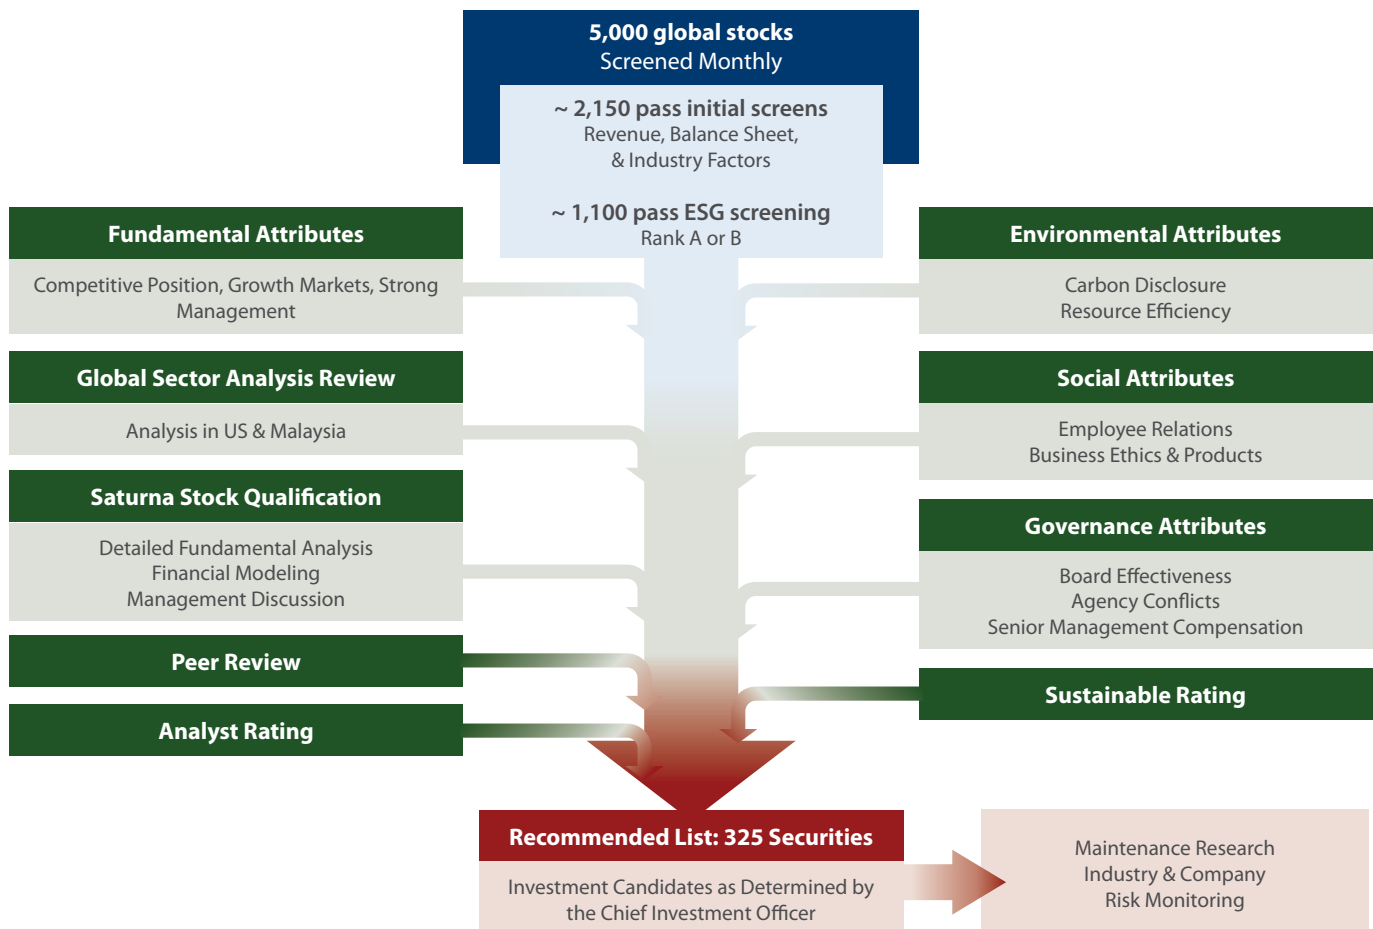 5,000 global stocks
Screened Monthly
~ 2,150 pass initial screens
Revenue, Balance Sheet,
& Industry Factors
~ 1,100 pass ESG screening
Rank A or B
Fundamental Attributes
Competitive Position, Growth Markets, Strong
Management
Global Sector Analysis Review
Analysis in US & Malaysia
Saturna Stock Qualification
Detailed Fundamental Analysis
Financial Modeling
Management Discussion
Peer Review
Analyst Rating
Environmental Attributes
Carbon Disclosure
Resource Efficiency
Social Attributes
Employee Relations
Business Ethics & Products
Governance Attributes
Board Effectiveness
Agency Conflicts
Senior Management Compensation
Sustainable Rating
Recommended List: 325 Securities
Investment Candidates as Determined by
the Chief Investment Officer
Maintenance Research
Industry & Company
Risk Monitoring